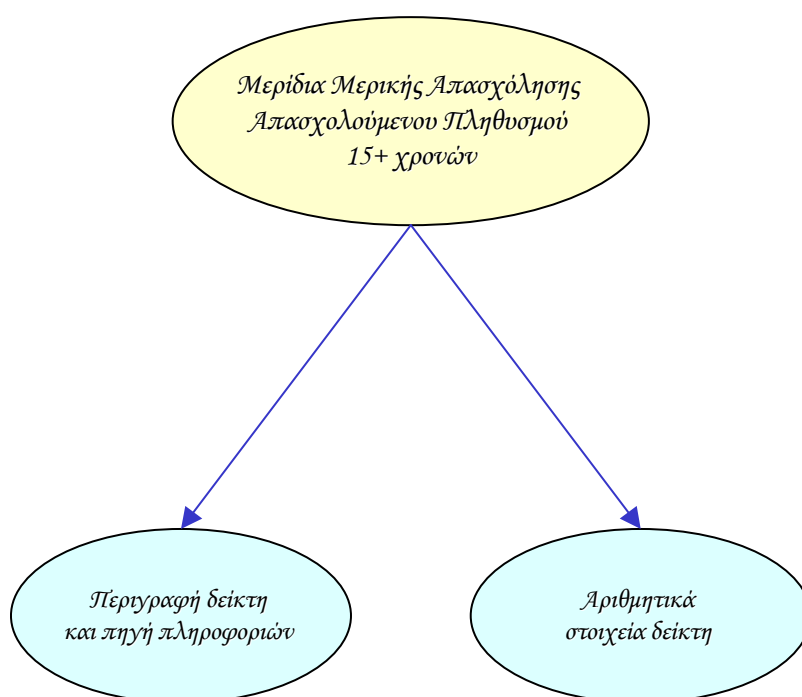 Μερίδια Μερικής Απασχόλησης
Απασχολούμενου Πληθυσμού
15+ χρονών
Περιγραφή δείκτη
και πηγή πληροφοριών
Αριθμητικά
στοιχεία δείκτη